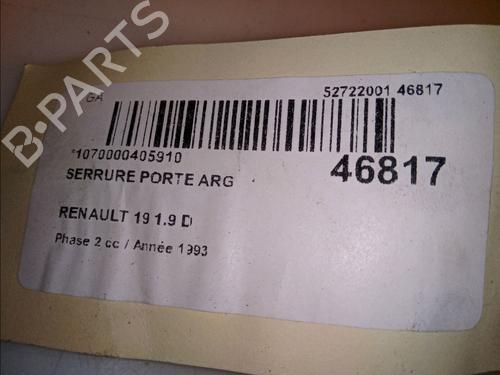 GA
52722001 46817
*1070000405910
46817
SERRURE PORTE ARG
RENAULT 19 1.9 D
Phase 2 cc / Année 1993
B-PARTS